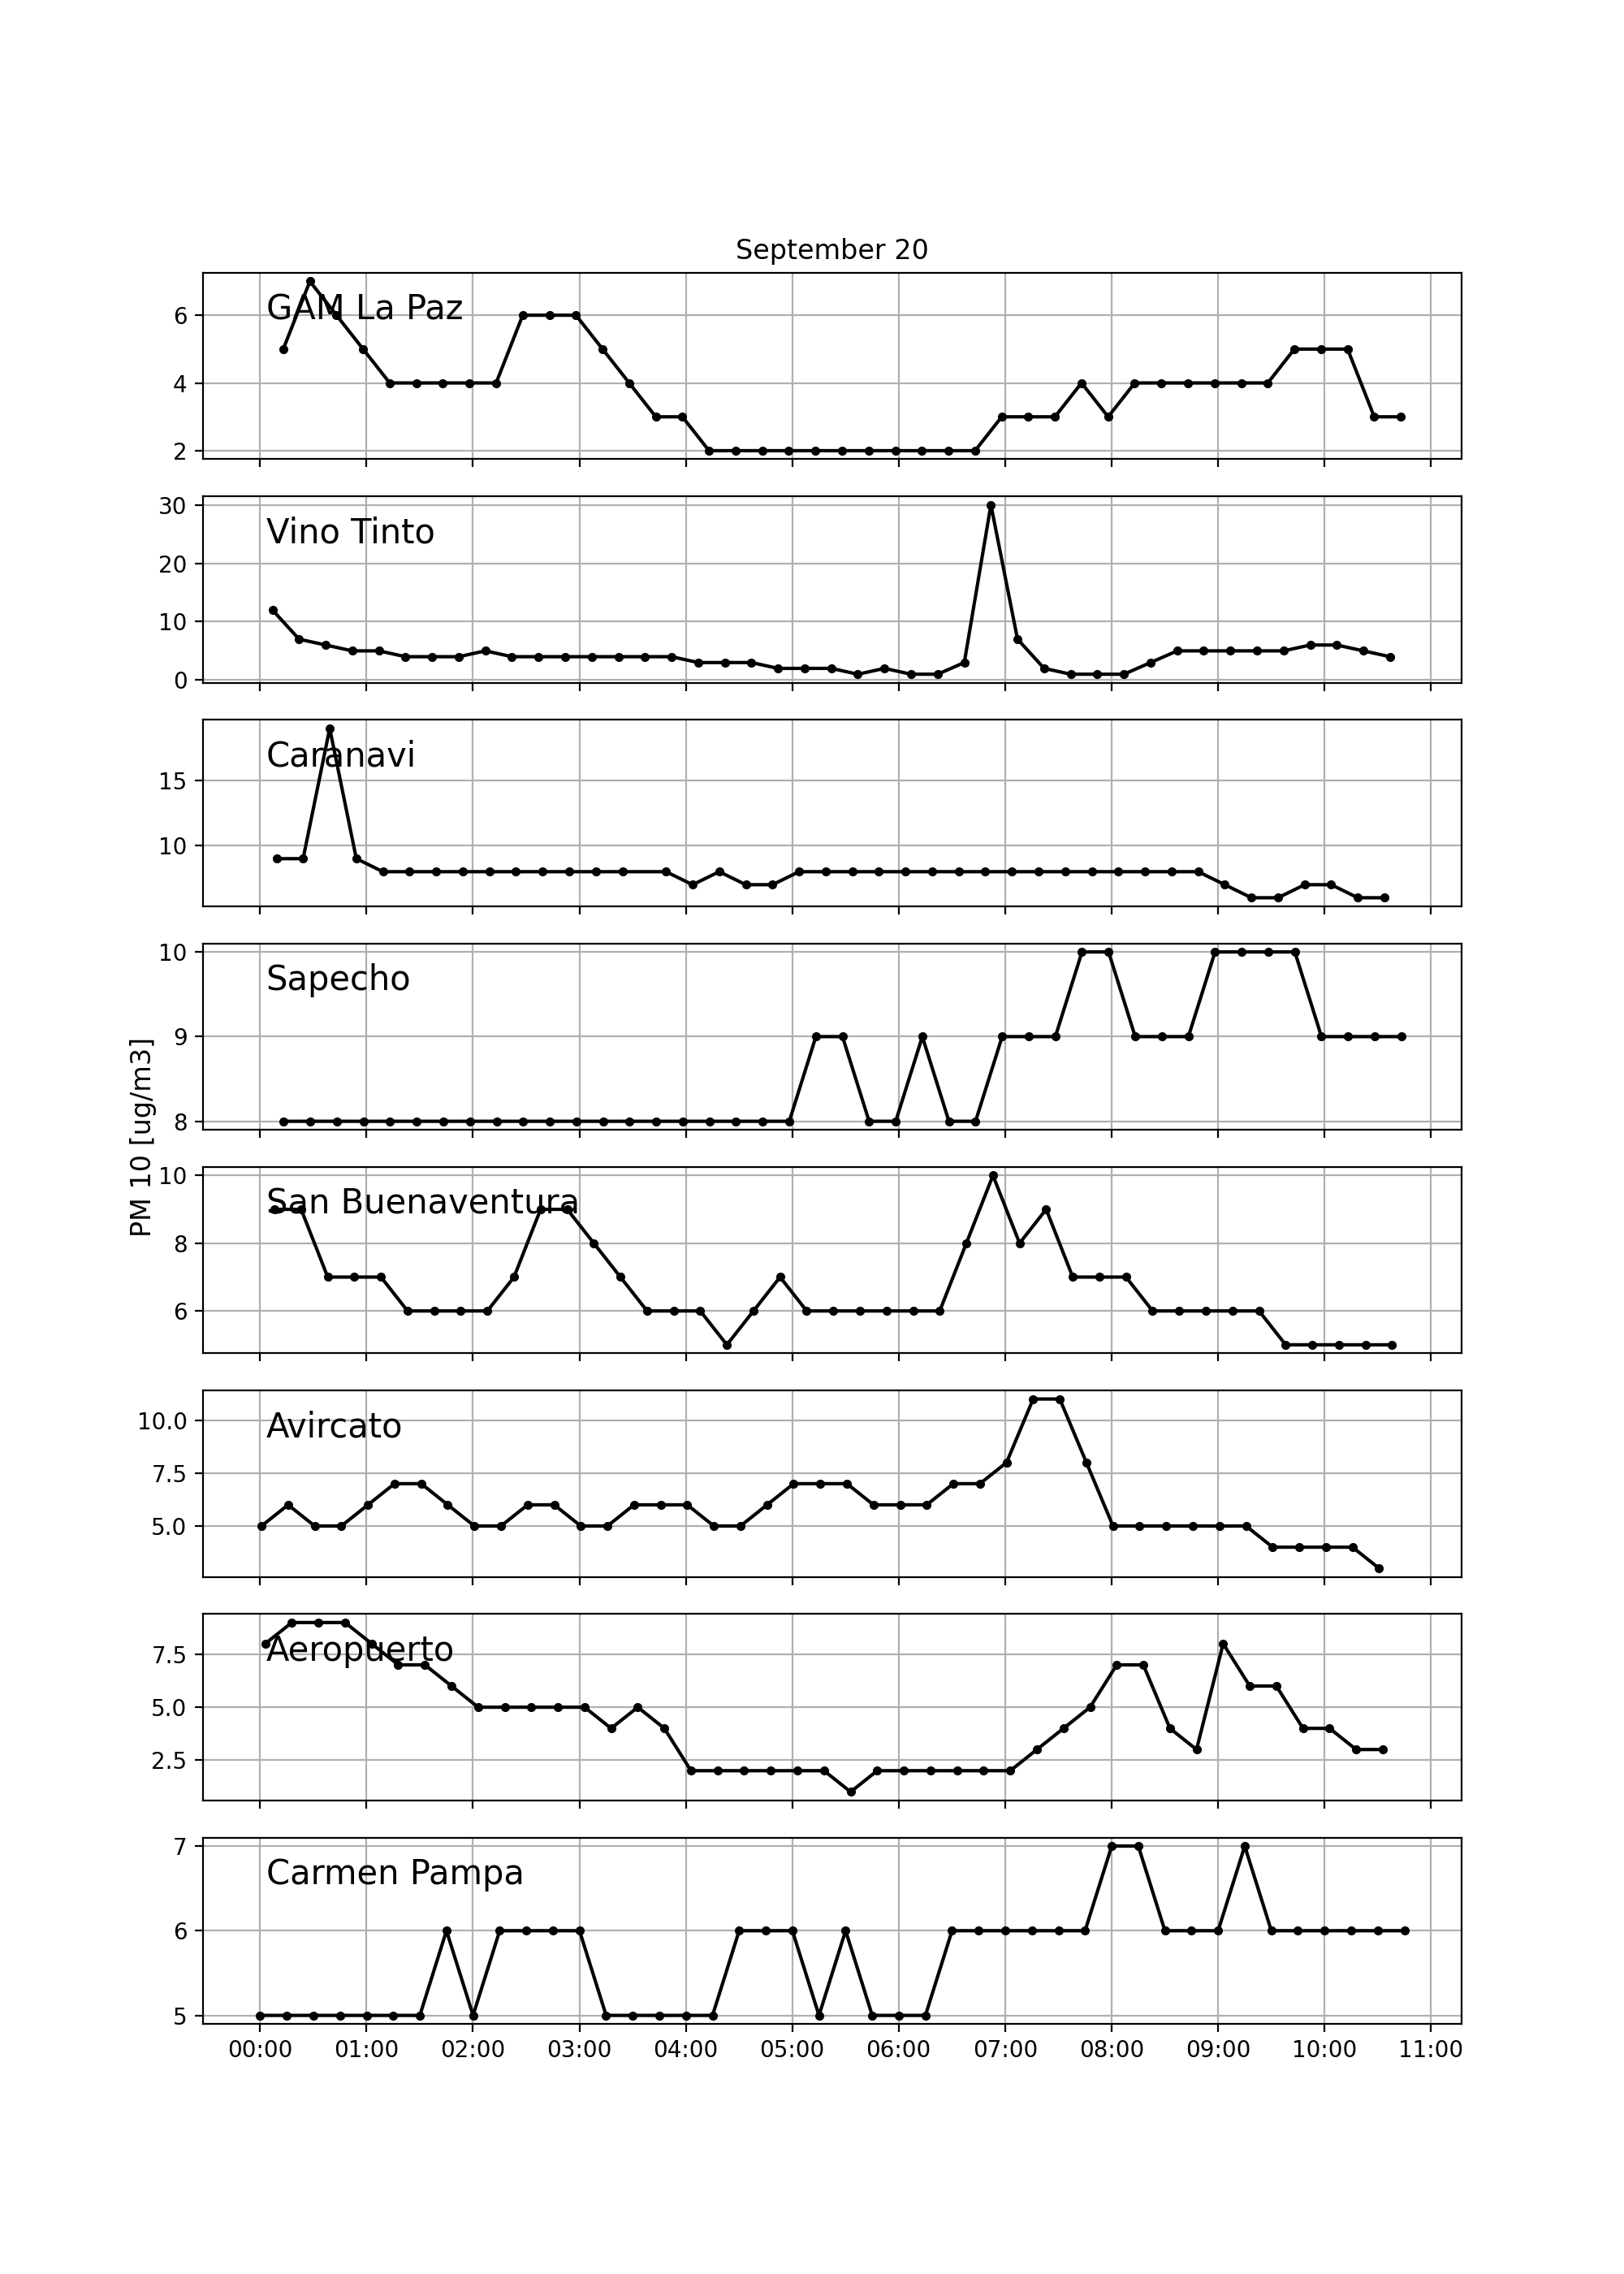 September 20
GAM La Paz
6
4
2
Vino Tinto
30
20
10
0
Caranavi
15
10
Sapecho
10
9
8
PM 10 [ug/m3]
San Buenaventura
10
8
6
Avircato
10.0
7.5
5.0
Aeropuerto
7.5
5.0
2.5
Carmen Pampa
7
6
5
00:00 01:00 02:00 03:00 04:00 05:00 06:00 07:00 08:00 09:00 10:00 11:00